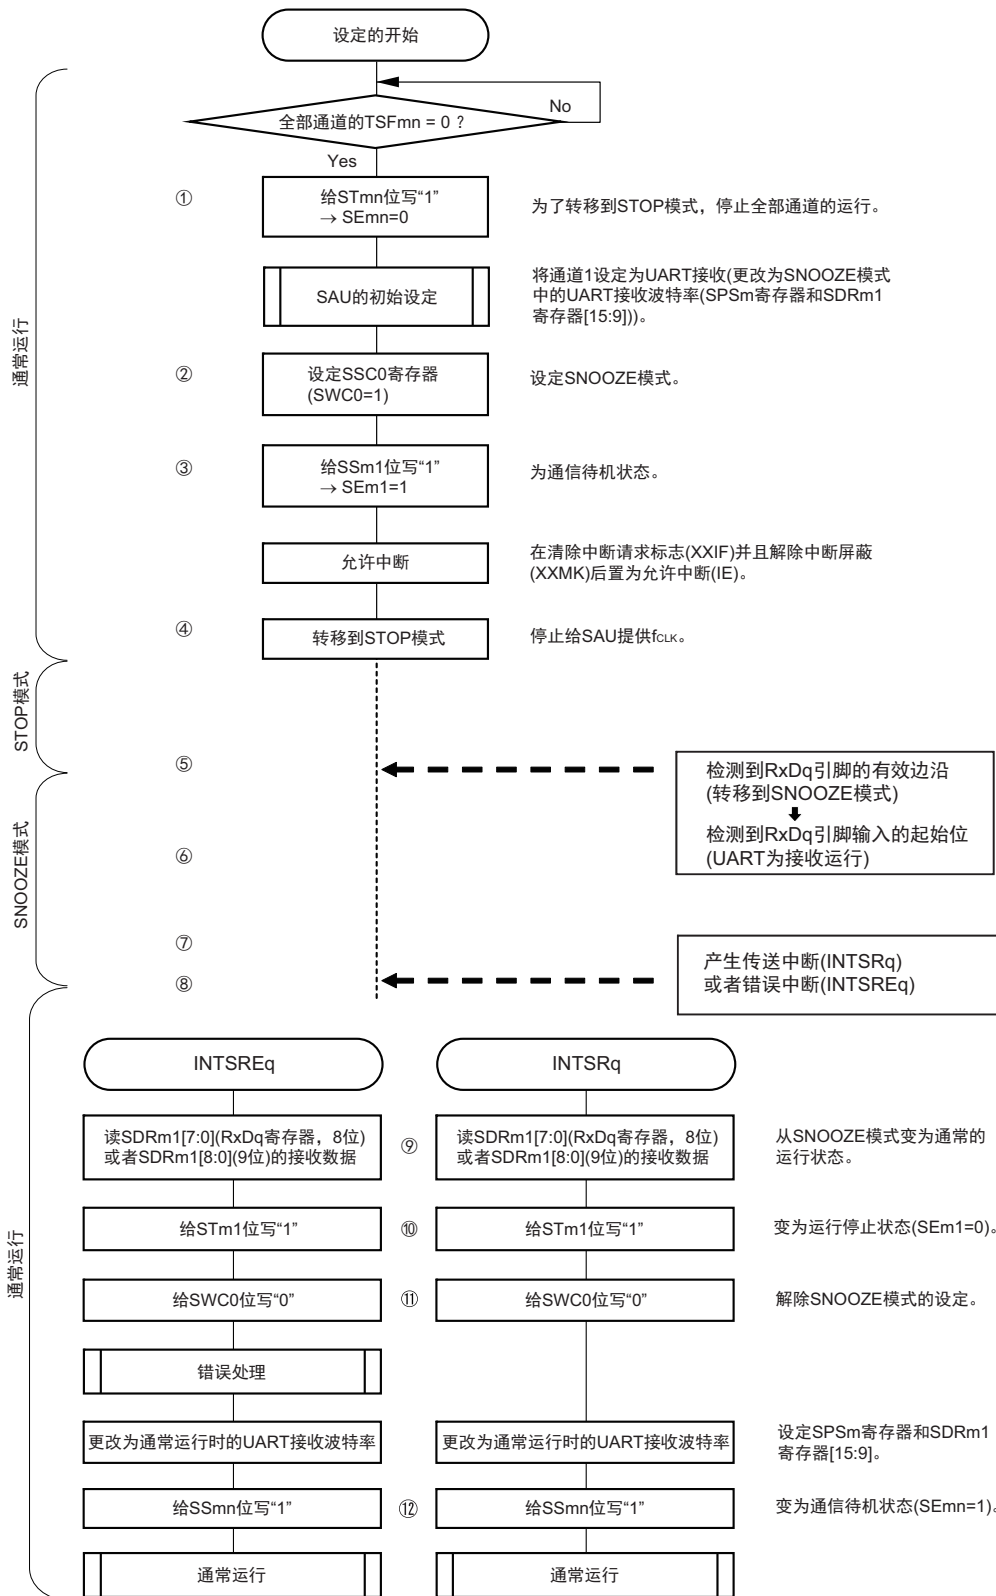 设定的开始
No
全部通道的TSFmn = 0 ?
Yes
①
给STmn位写“1”
→ SEmn=0
为了转移到STOP模式，停止全部通道的运行。
SAU的初始设定
将通道1设定为UART接收(更改为SNOOZE模式
中的UART接收波特率(SPSm寄存器和SDRm1
寄存器[15:9]))。
通常运行
②
设定SSC0寄存器
(SWC0=1)
设定SNOOZE模式。
③
给SSm1位写“1”
→ SEm1=1
为通信待机状态。
允许中断
在清除中断请求标志(XXIF)并且解除中断屏蔽
(XXMK)后置为允许中断(IE)。
④
转移到STOP模式
停止给SAU提供fCLK。
STOP模式
⑤
检测到RxDq引脚的有效边沿
(转移到SNOOZE模式)
检测到RxDq引脚输入的起始位
(UART为接收运行)
SNOOZE模式
⑥
⑦
⑧
产生传送中断(INTSRq)
或者错误中断(INTSREq)
INTSREq
INTSRq
读SDRm1[7:0](RxDq寄存器，8位)
或者SDRm1[8:0](9位)的接收数据
⑨
读SDRm1[7:0](RxDq寄存器，8位)
或者SDRm1[8:0](9位)的接收数据
从SNOOZE模式变为通常的
运行状态。
给STm1位写“1”
⑩
给STm1位写“1”
变为运行停止状态(SEm1=0)。
通常运行
给SWC0位写“0”
⑪
给SWC0位写“0”
解除SNOOZE模式的设定。
错误处理
更改为通常运行时的UART接收波特率
更改为通常运行时的UART接收波特率
设定SPSm寄存器和SDRm1
寄存器[15:9]。
给SSmn位写“1”
⑫
给SSmn位写“1”
变为通信待机状态(SEmn=1)。
通常运行
通常运行